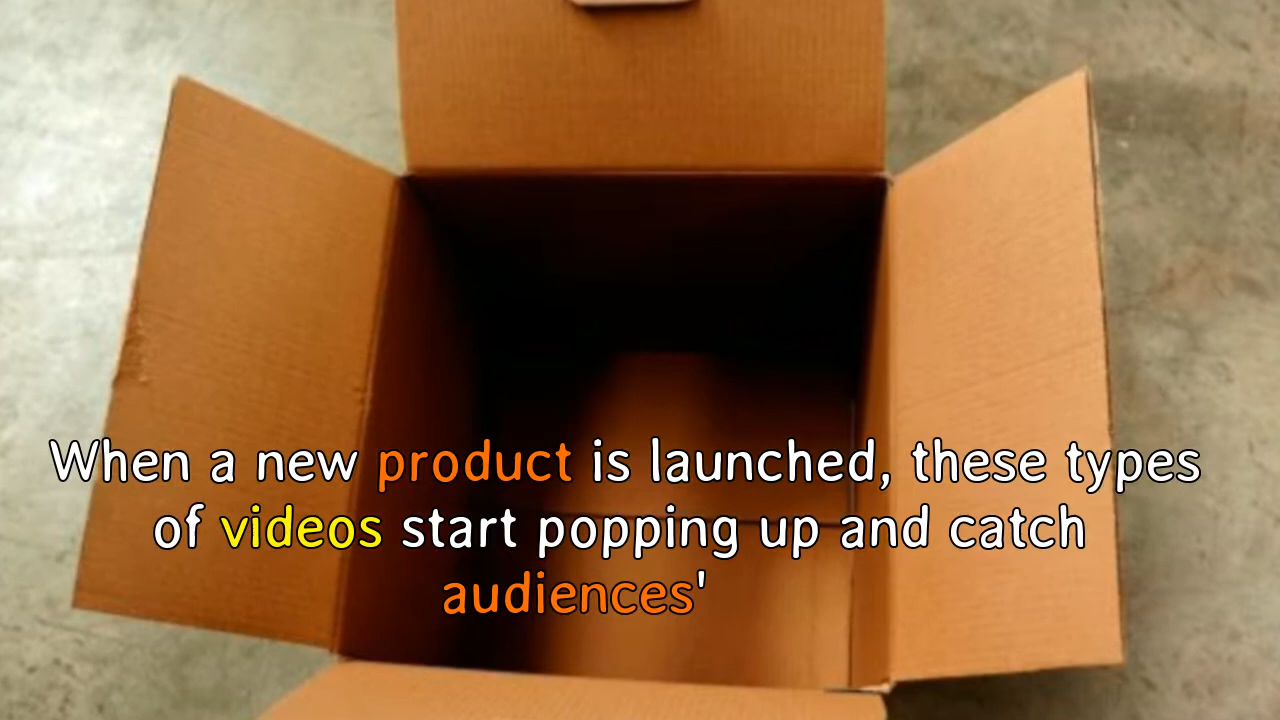 When a new product is launched, these types
of videos start popping up and catch
audiences'